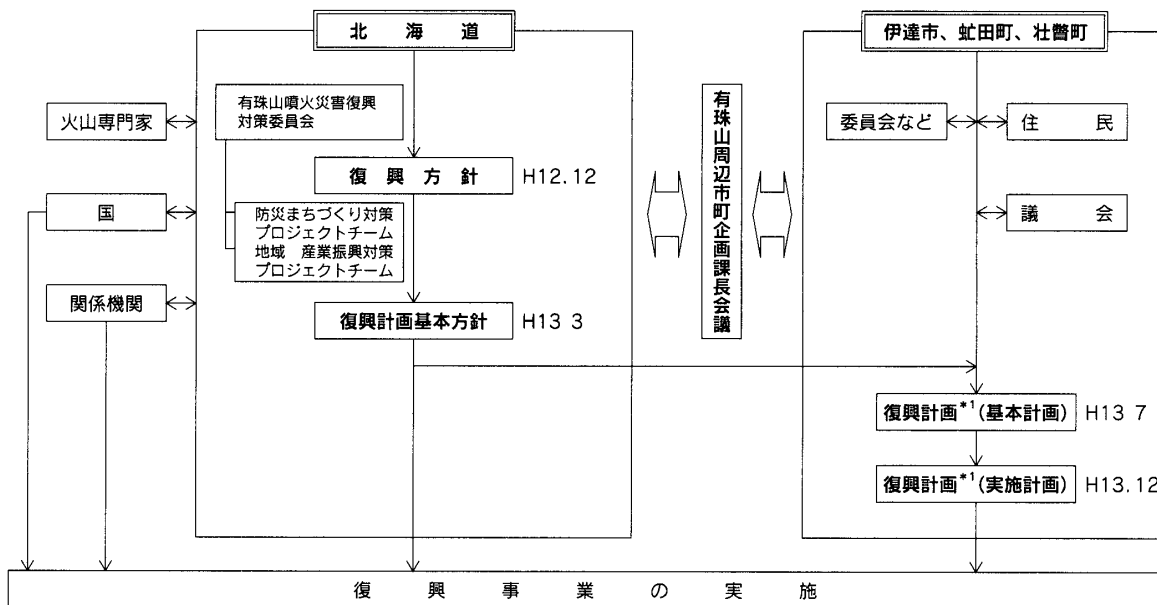 北海道
伊達市、虻田町、壮瞥町
有珠山噴火災害復興
対策委員会
火山専門家
有珠山周辺市町企画課長会議
委員会など
住民
復興方針
H12.12
国
防災まちづくり対策
プロジェクトチーム
地域 産業振興対策
プロジェクトチーム
議会
関係機関
復興計画基本方針
H13 3
復興計画*1(基本計画)
H13 7
復興計画*1(実施計画)
H13.12
復興事業の実施